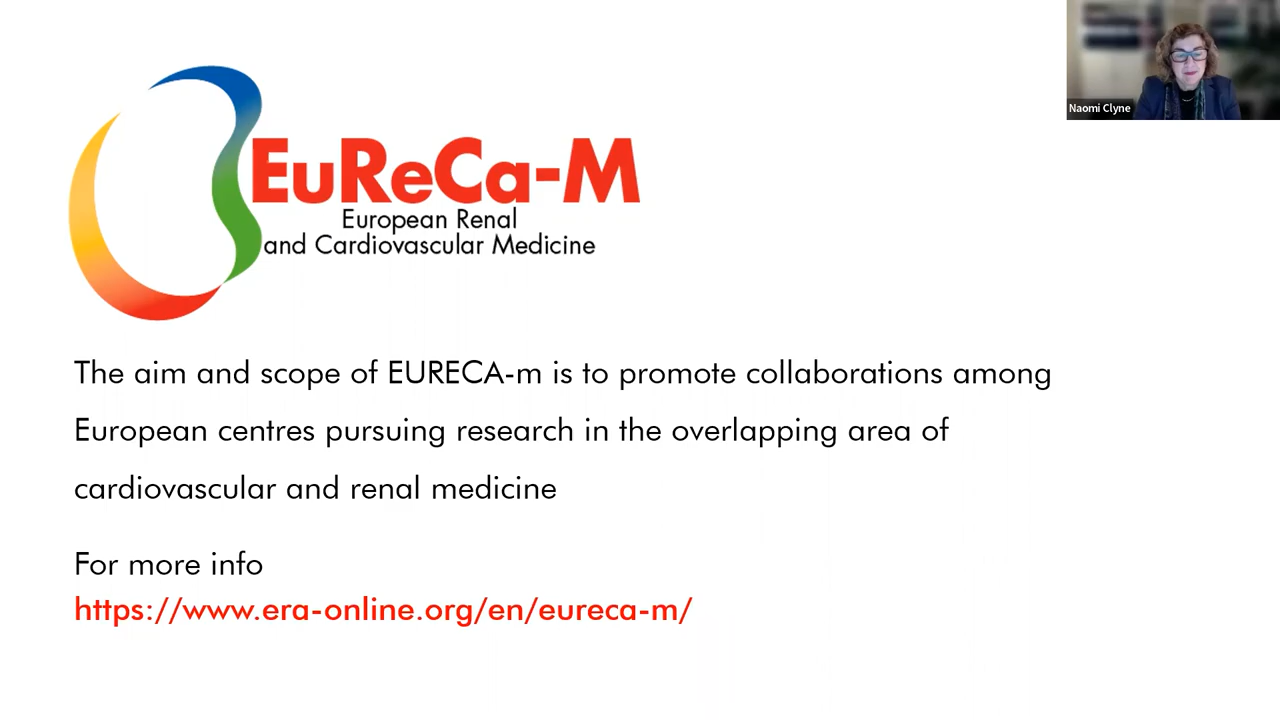 Naomi Clyne
EuReCa-M
European Renal
and Cardiovascular Medicine
The aim and scope of EURECA-m is to promote collaborations among
European centres pursuing research in the overlapping area of
cardiovascular and renal medicine
For more info
https://www.era-online.org/en/eureca-m/